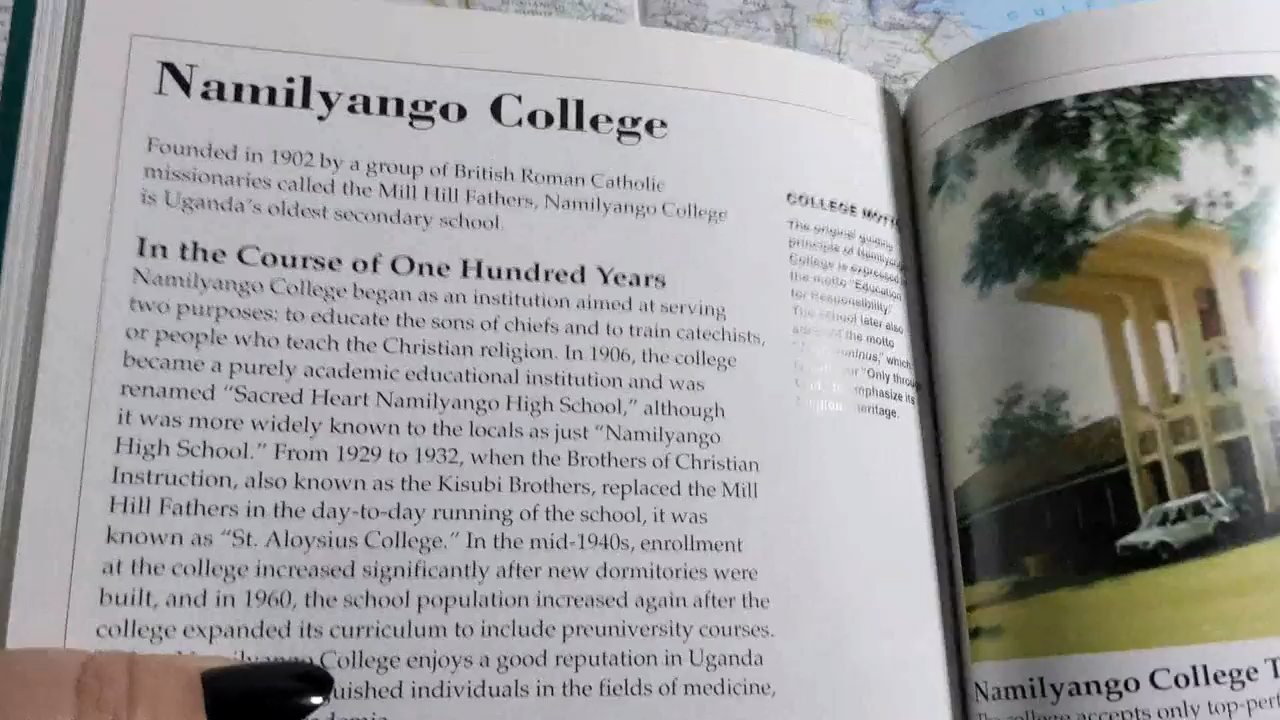 Namilyango College
Founded in 1902 by a group of British Roman Catholic
missionaries called the Mill Hill Fathers, Namilyango College
is Uganda's oldest secondary school.
In the Course of One Hundred Years
Namilyango College began as an institution aimed at serving
two purposes: to educate the sons of chiefs and to train catechists,
or people who teach the Christian religion. In 1906, the college
became a purely academic educational institution and was
renamed “Sacred Heart Namilyango High School,” although
it was more widely known to the locals as just “Namilyango
High School.” From 1929 to 1932, when the Brothers of Christian
Instruction, also known as the Kisubi Brothers, replaced the Mill
Hill Fathers in the day-to-day running of the school, it was
known as “St. Aloysius College.” In the mid-1940s, enrollment
at the college increased significantly after new dormitories were
built, and in 1960, the school population increased again after the
college expanded its curriculum to include preuniversity courses.
College enjoys a good reputation in Uganda
individuals in the fields of medicine,
COLLEGE
The original guiding
principle of
College is expressed
the motto “Education
for Responsibility.”
The school later also
the motto
which
“Only
its
GULF
Namilyango College
The college accepts only